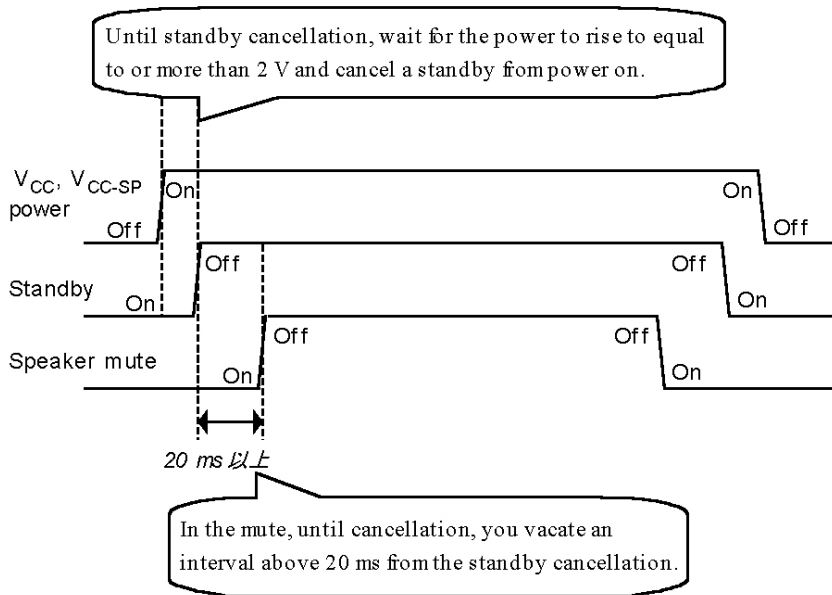 Until standby cancellation, wait for the power to rise to equal
to or more than 2 V and cancel a standby from power on.
VCC, VCC-SP
power
On
On
Off
Off
Standby
Off
Off
On
On
Speaker mute
Off
Off
On
On
20 ms 以上
In the mute, until cancellation, you vacate an
interval above 20 ms from the standby cancellation.